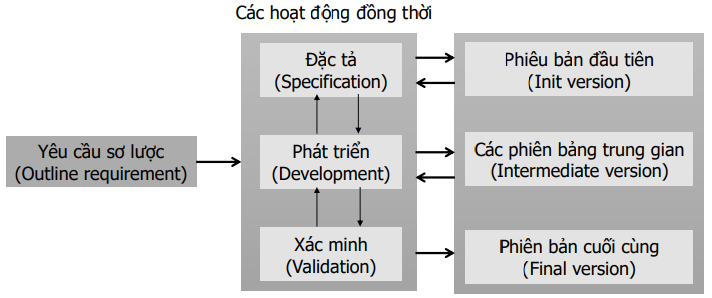 Các hoạt động đồng thời
Yêu cầu sơ lược
(Outline requirement)
Đặc tả
(Specification)
Phát triển
(Development)
Xác minh
(Validation)
Phiêu bản đầu tiên
(Init version)
Các phiên bảng trung gian
(Intermediate version)
Phiên bản cuối cùng
(Final version)